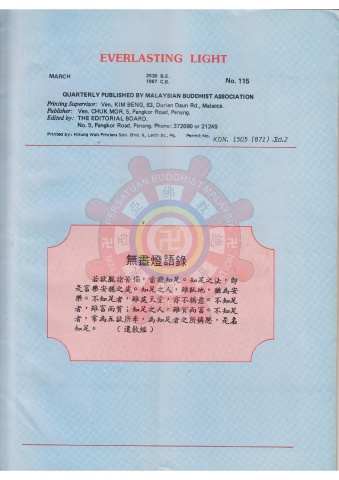 EVERLASTING LIGHT
MARCH 2530 B.E. 1987 C.E. No. 115
QUARTERLY PUBLISHED BY MALAYSIAN BUDDHIST ASSOCIATION
Printing Supervisor: Ven. KIM BENG, 63, Durian Daun Rd., Malacca.
Publisher: Ven. CHUK MOR, 5, Pangkor Road, Penang.
Edited by: THE EDITORIAL BOARD.
No. 5, Pangkor Road, Penang. Phone: 372690 or 21249
Permit No: KDN. 1505 (871) Jld.2
PERSATUAN BUDDHIST MALAYSIA
無盡燈語錄
若欲脫諸苦惱,當觀知足。知足之法,即
是富樂安穩之處。知足之人,雖臥地,猶為安
樂。不知足者,雖處天堂,亦不稱意。不知足
者,雖富而貧;知足之人,雖貧而富。不知足
者,常為五欲所牽,為知足者之所憐愍,是名
知足。 (遺教經)